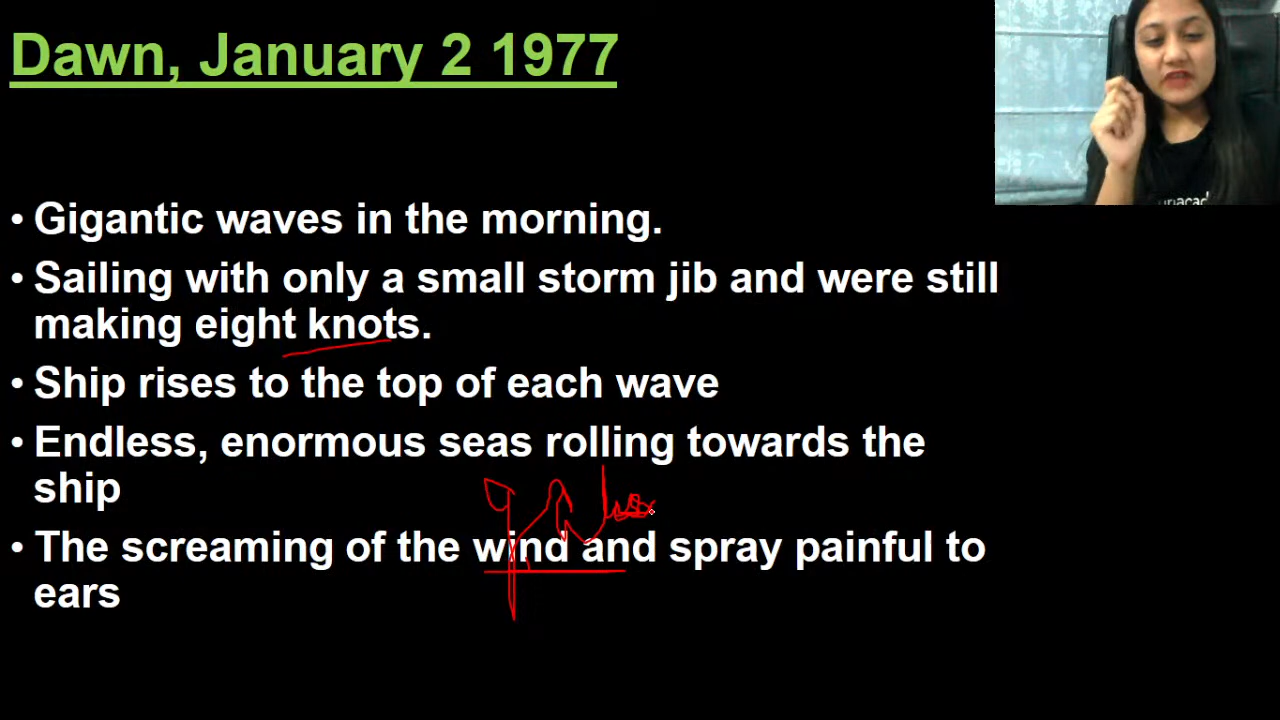 Dawn, January 2 1977
• Gigantic waves in the morning.
• Sailing with only a small storm jib and were still
making eight knots.
• Ship rises to the top of each wave
• Endless, enormous seas rolling towards the
ship
• The screaming of the wind and spray painful to
ears